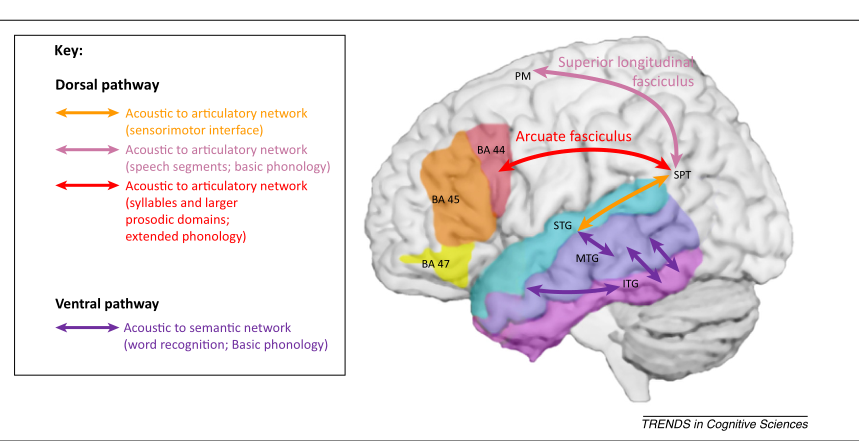 Key:
Dorsal pathway
Acoustic to articulatory network
(sensorimotor interface)
Acoustic to articulatory network
(speech segments; basic phonology)
Acoustic to articulatory network
(syllables and larger
prosodic domains;
extended phonology)
Ventral pathway
Acoustic to semantic network
(word recognition; Basic phonology)
Superior longitudinal
fasciculus
PM
Arcuate fasciculus
BA 44
SPT
BA 45
STG
MTG
BA 47
ITG
TRENDS in Cognitive Sciences